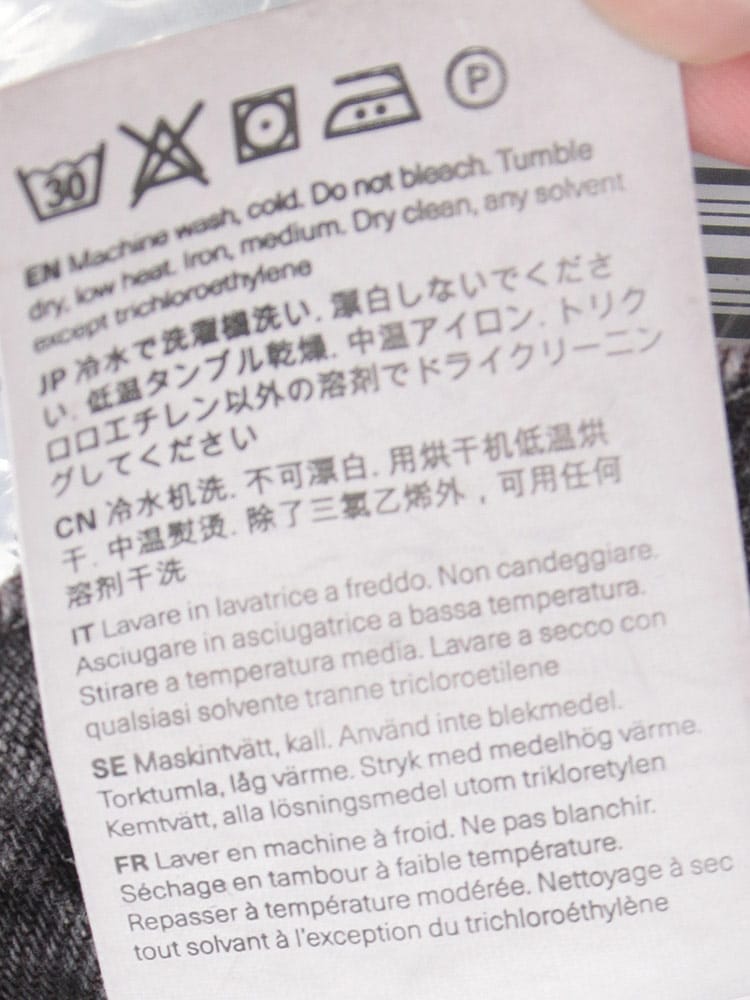 30 P
EN Machine wash, cold. Do not bleach. Tumble
dry, low heat. Iron, medium. Dry clean, any solvent
except trichloroethylene
JP 冷水で洗濯機洗い. 漂白しないでくださ
い. 低温タンブル乾燥. 中温アイロン. トリク
ロロエチレン以外の溶剤でドライクリーニン
グしてください
CN 冷水机洗. 不可漂白. 用烘干机低温烘
干. 中温熨烫. 除了三氯乙烯外，可用任何
溶剂干洗
IT Lavare in lavatrice a freddo. Non candeggiare.
Asciugare in asciugatrice a bassa temperatura.
Stirare a temperatura media. Lavare a secco con
qualsiasi solvente tranne tricloroetilene
SE Maskintvätt, kall. Använd inte blekmedel.
Torktumla, låg värme. Stryk med medelhög värme.
Kemtvätt, alla lösningsmedel utom trikloretylen
FR Laver en machine à froid. Ne pas blanchir.
Séchage en tambour à faible température.
Repasser à température modérée. Nettoyage à sec
tout solvant à l'exception du trichloroéthylène